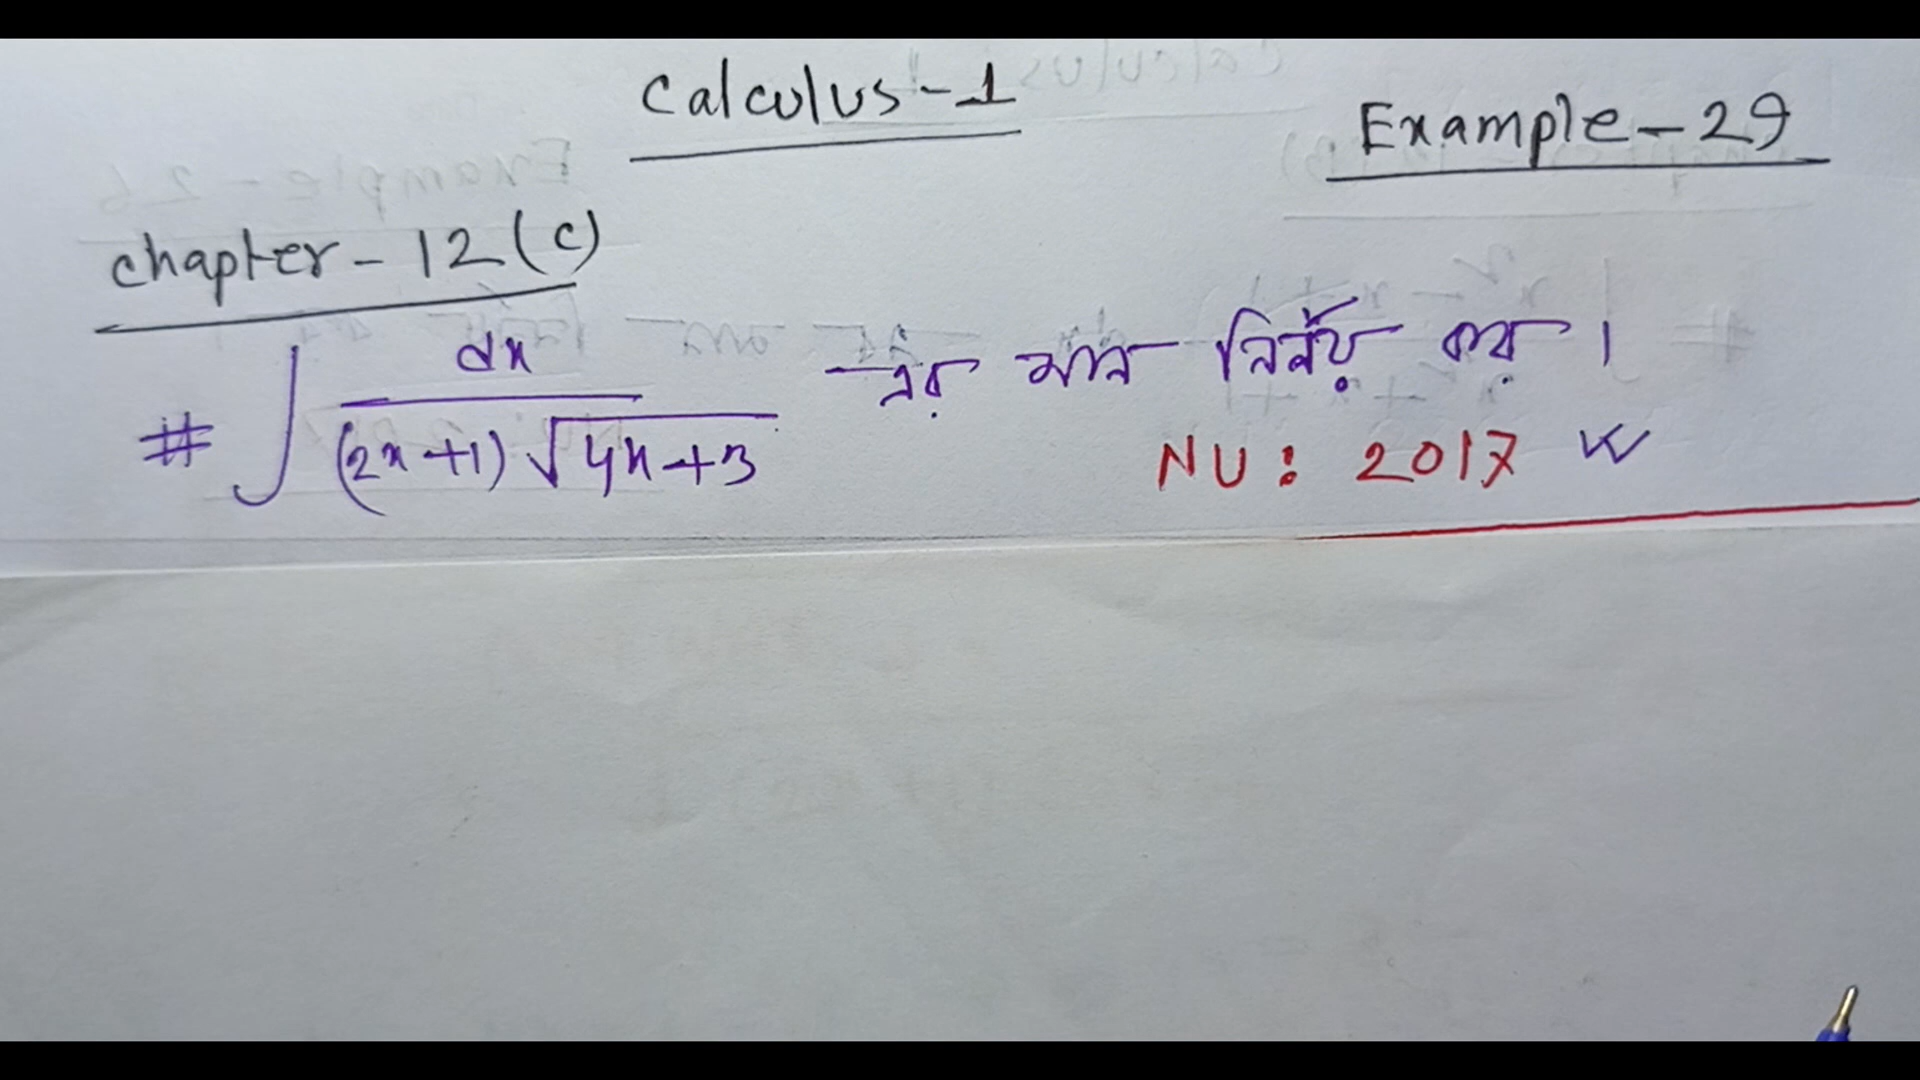 Calculus-1
Example-29
chapter-12(c)
# ∫ dx / (2x+1)√4x+3 -এর মান নির্ণয় কর।
NU: 2017